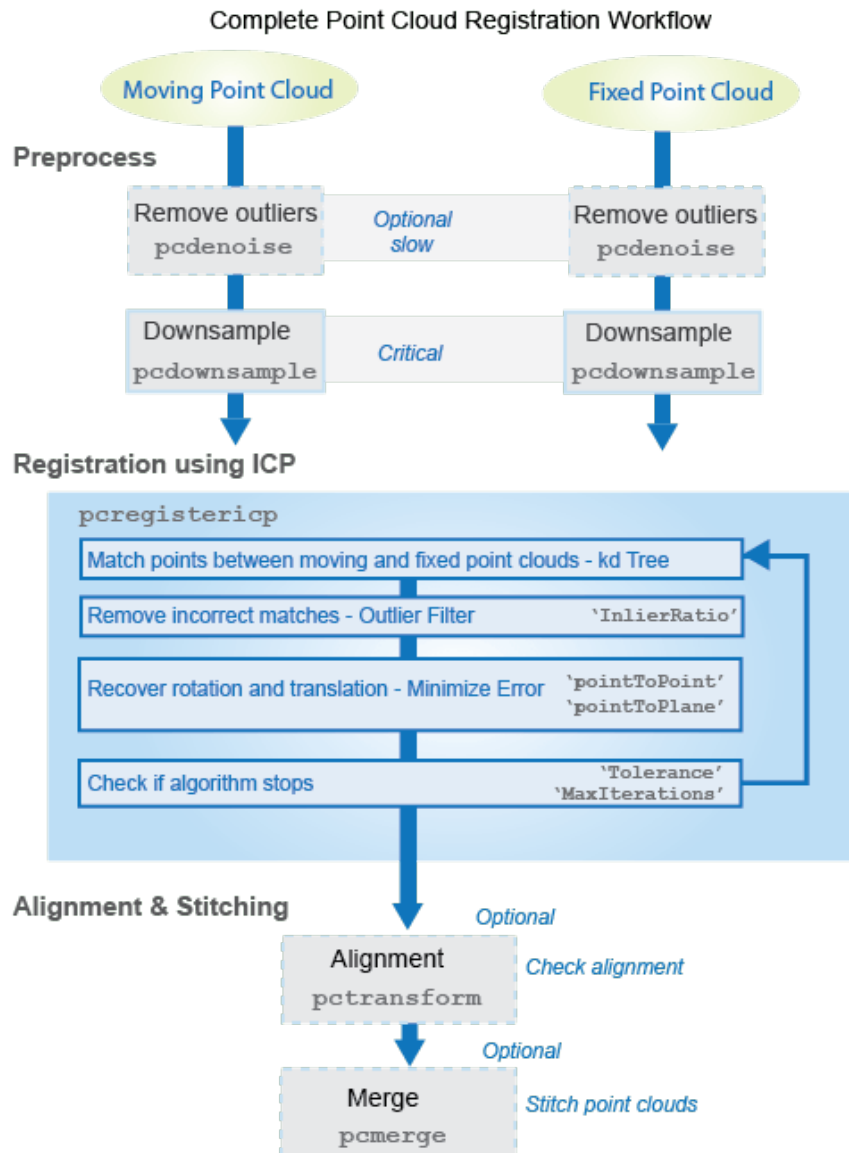 Complete Point Cloud Registration Workflow
Moving Point Cloud
Fixed Point Cloud
Preprocess
Remove outliers
pcdenoise
Optional
slow
Remove outliers
pcdenoise
Downsample
pcdownsample
Critical
Downsample
pcdownsample
Registration using ICP
pcregistericp
Match points between moving and fixed point clouds - kd Tree
Remove incorrect matches - Outlier Filter ‘InlierRatio’
Recover rotation and translation - Minimize Error ‘pointToPoint’
‘pointToPlane’
Check if algorithm stops ‘Tolerance’
‘MaxIterations’
Alignment & Stitching
Optional
Alignment
pctransform
Check alignment
Optional
Merge
pcmerge
Stitch point clouds